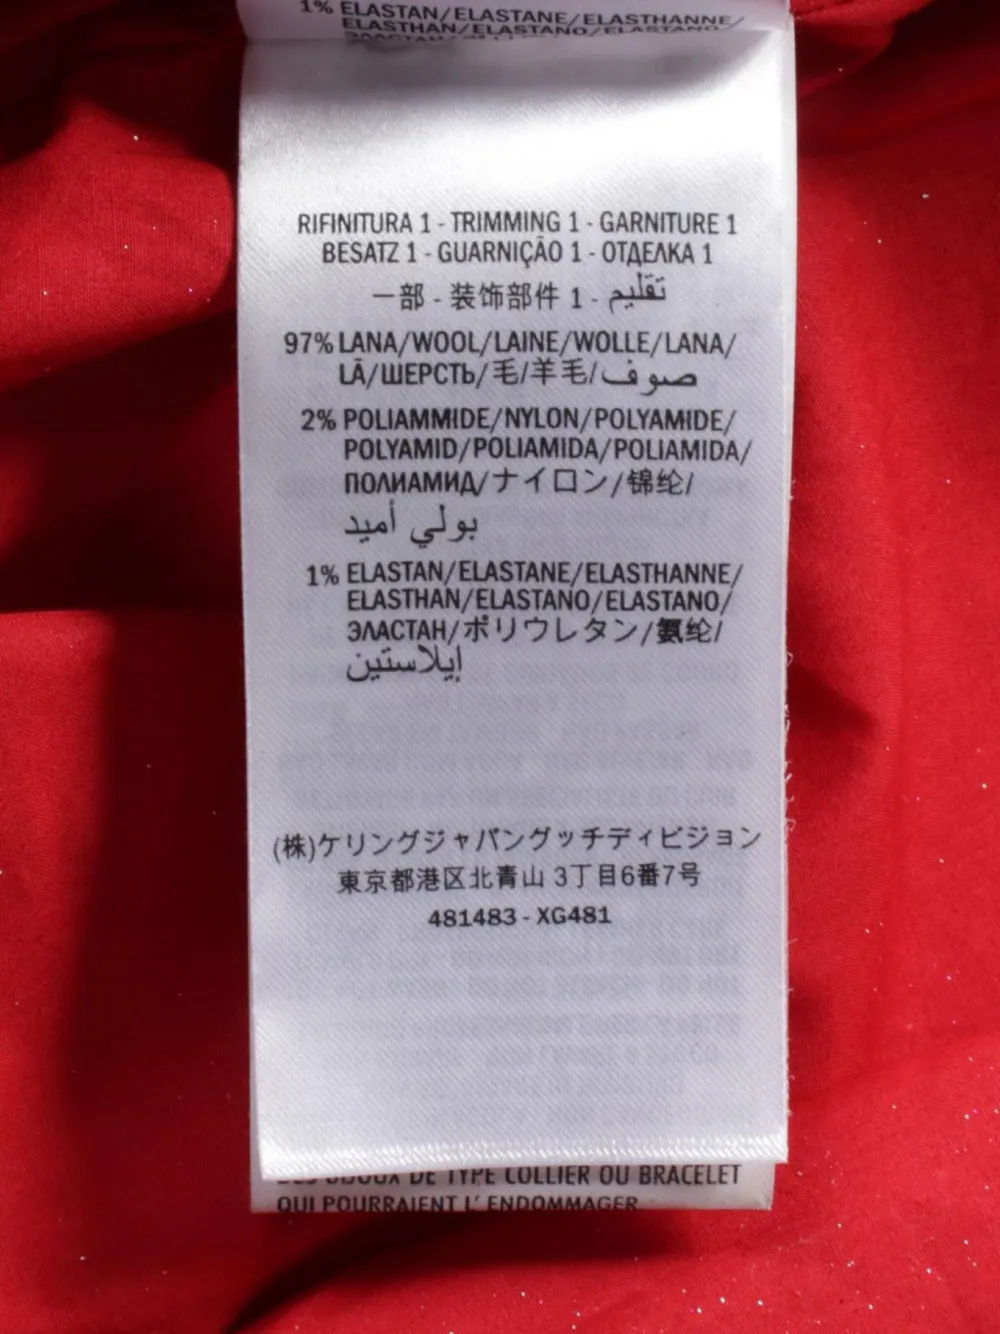 1% ELASTAN/ELASTANE/ELASTHANNE/
ELASTHAN/ELASTANO/ELASTANO/
ЭЛАСТАН/
RIFINITURA 1 - TRIMMING 1 - GARNITURE 1
BESATZ 1 - GUARNIÇÃO 1 - ОТДЕЛКА 1
一部 - 装饰部件 1 - تقليم
97% LANA/WOOL/LAINE/WOLLE/LANA/
LÃ/ШЕРСТЬ/毛/羊毛/صوف
2% POLIAMMIDE/NYLON/POLYAMIDE/
POLYAMID/POLIAMIDA/POLIAMIDA/
ПОЛИАМИД/ナイロン/锦纶/
بولي أميد
1% ELASTAN/ELASTANE/ELASTHANNE/
ELASTHAN/ELASTANO/ELASTANO/
ЭЛАСТАН/ポリウレタン/氨纶/
إيلاستين
(株)ケリングジャパングッチディビジョン
東京都港区北青山 3丁目6番7号
481483 - XG481
DES BIJOUX DE TYPE COLLIER OU BRACELET
QUI POURRAIENT L' ENDOMMAGER